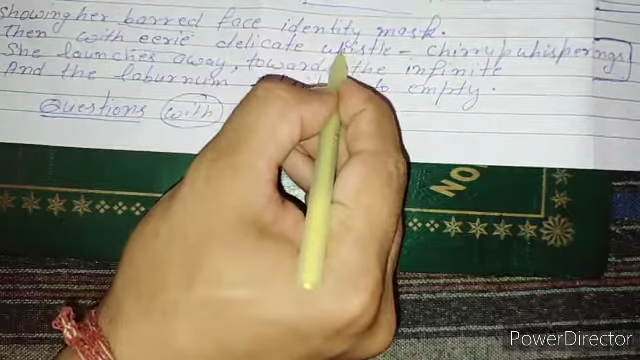 showing her barred face identity mask.
Then with eerie delicate whistle - chirrup whisperings
She launches away, towards the infinite
And the laburnum to empty.
Questions with
NO
PowerDirector